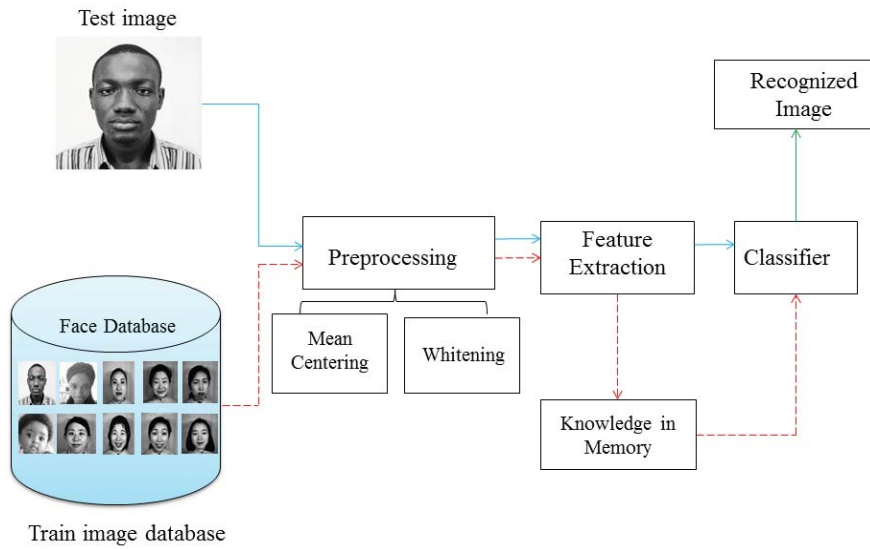 Test image
Recognized
Image
Preprocessing
Feature
Extraction
Classifier
Face Database
Mean
Centering
Whitening
Knowledge in
Memory
Train image database